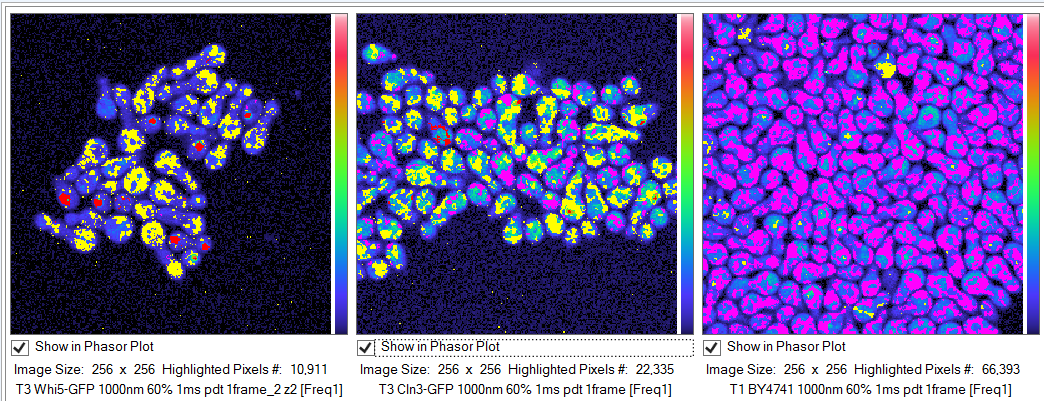 Show in Phasor Plot
Image Size: 256 x 256 Highlighted Pixels #: 10,911
T3 Whi5-GFP 1000nm 60% 1ms pdt 1frame_2 z2 [Freq1]
Show in Phasor Plot
Image Size: 256 x 256 Highlighted Pixels #: 22,335
T3 Cln3-GFP 1000nm 60% 1ms pdt 1frame [Freq1]
Show in Phasor Plot
Image Size: 256 x 256 Highlighted Pixels #: 66,393
T1 BY4741 1000nm 60% 1ms pdt 1frame [Freq1]